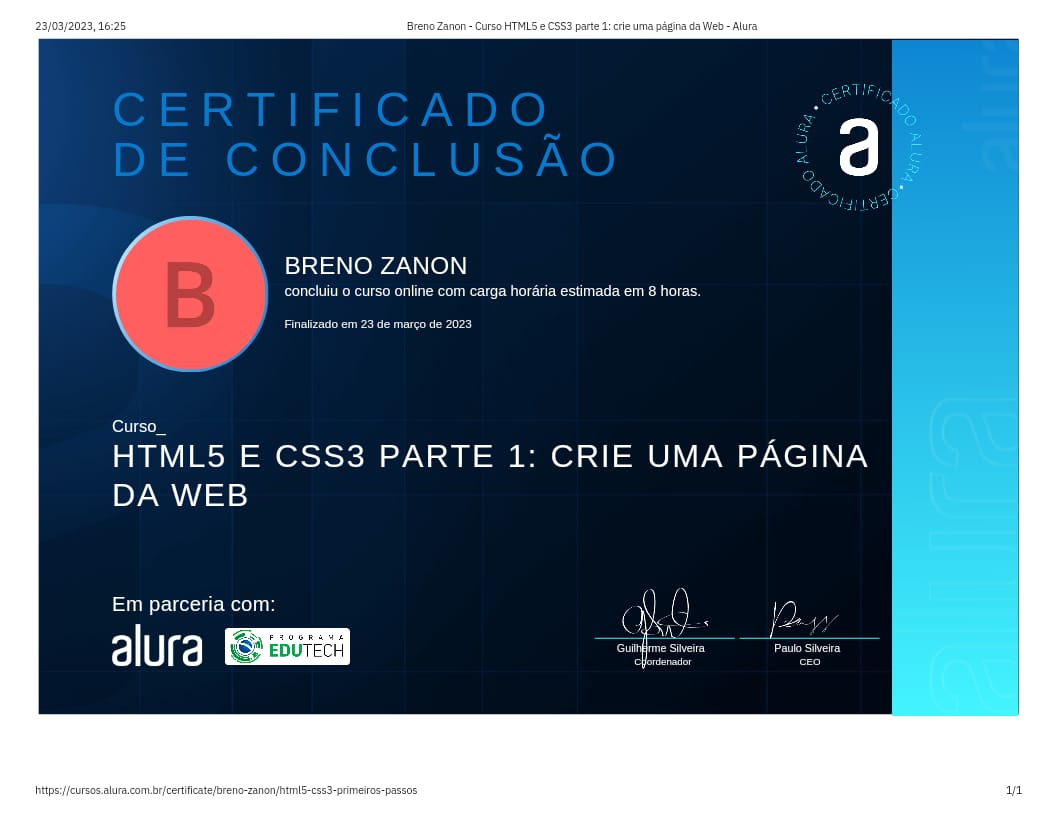 23/03/2023, 16:25
Breno Zanon - Curso HTML5 e CSS3 parte 1: crie uma página da Web - Alura
CERTIFICADO
DE CONCLUSÃO
CERTIFICADO ALURA • CERTIFICADO ALURA •
a
B
BRENO ZANON
concluiu o curso online com carga horária estimada em 8 horas.
Finalizado em 23 de março de 2023
Curso_
HTML5 E CSS3 PARTE 1: CRIE UMA PÁGINA
DA WEB
Em parceria com:
alura
PROGRAMA
EDUTECH
Guilherme Silveira
Coordenador
Paulo Silveira
CEO
alura
alura
https://cursos.alura.com.br/certificate/breno-zanon/html5-css3-primeiros-passos
1/1